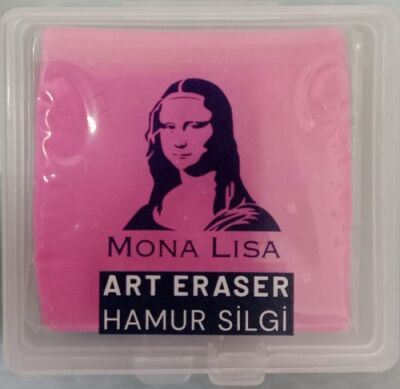 MONA LISA
ART ERASER
HAMUR SİLGİ